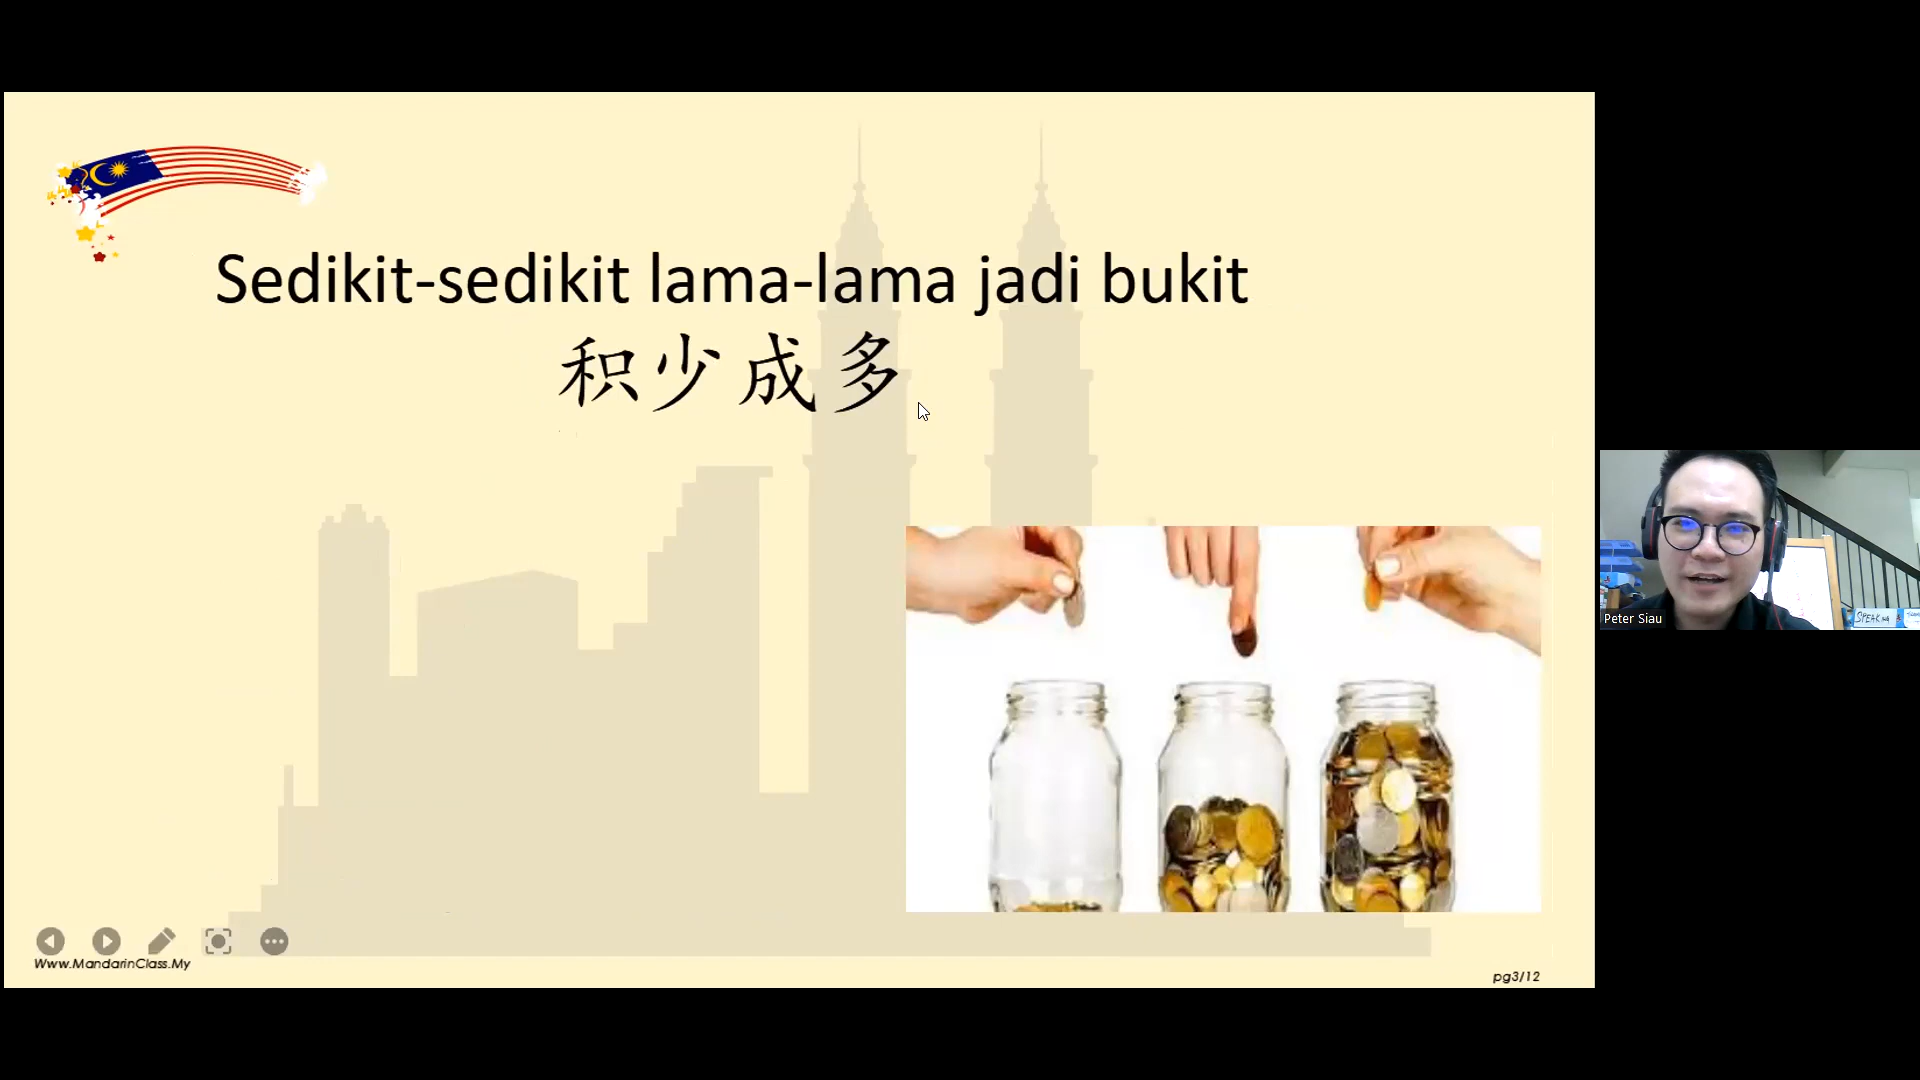 Sedikit-sedikit lama-lama jadi bukit
积少成多
Peter Siau
Www.MandarinClass.My
pg3/12